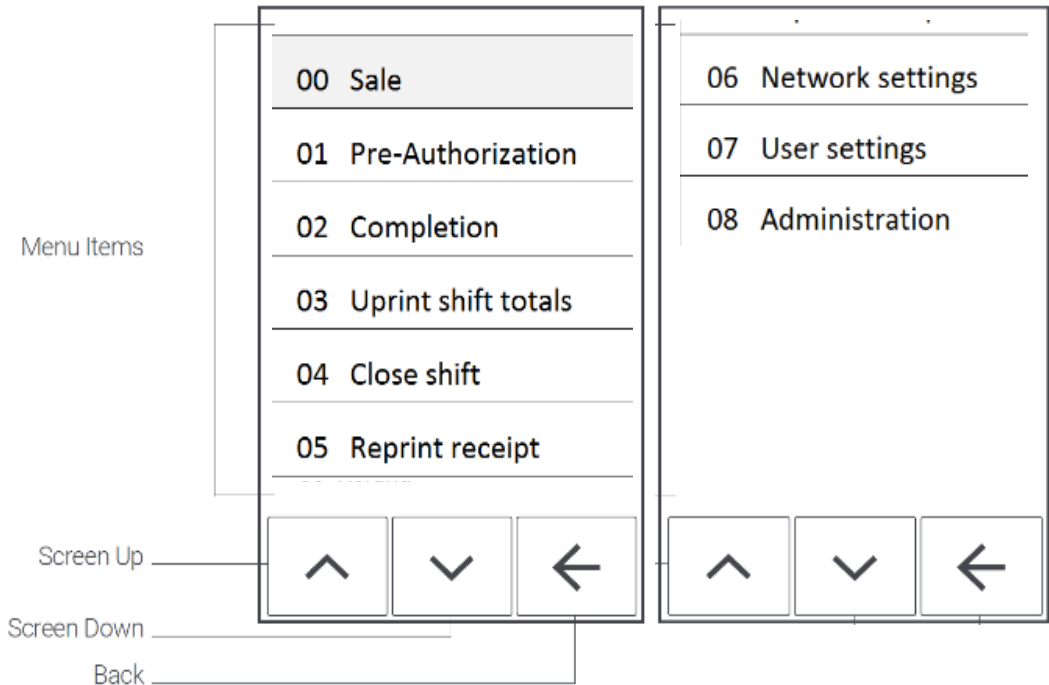 00 Sale
01 Pre-Authorization
02 Completion
03 Uprint shift totals
04 Close shift
05 Reprint receipt
06 Network settings
07 User settings
08 Administration
Menu Items
Screen Up
Screen Down
Back